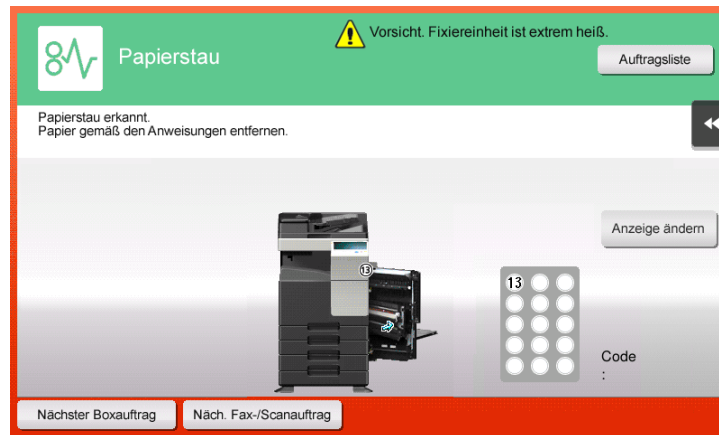 Vorsicht. Fixiereinheit ist extrem heiß.
Papierstau
Auftragsliste
Papierstau erkannt.
Papier gemäß den Anweisungen entfernen.
Anzeige ändern
13
13
Code
:
Nächster Boxauftrag
Näch. Fax-/Scanauftrag